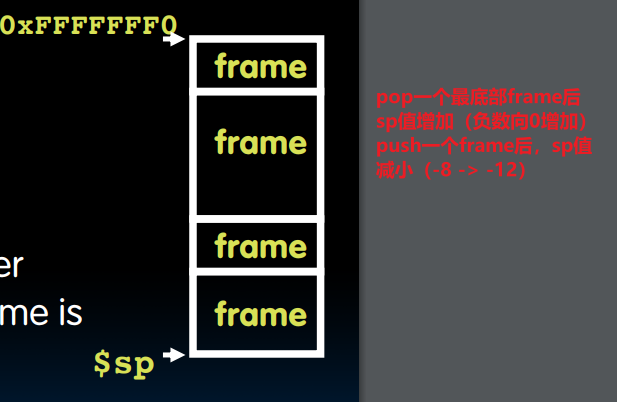 0xFFFFFFF0
frame
frame
frame
frame
er
me is
$sp
pop一个最底部frame后
sp值增加（负数向0增加）
push一个frame后，sp值
减小（-8 -> -12）